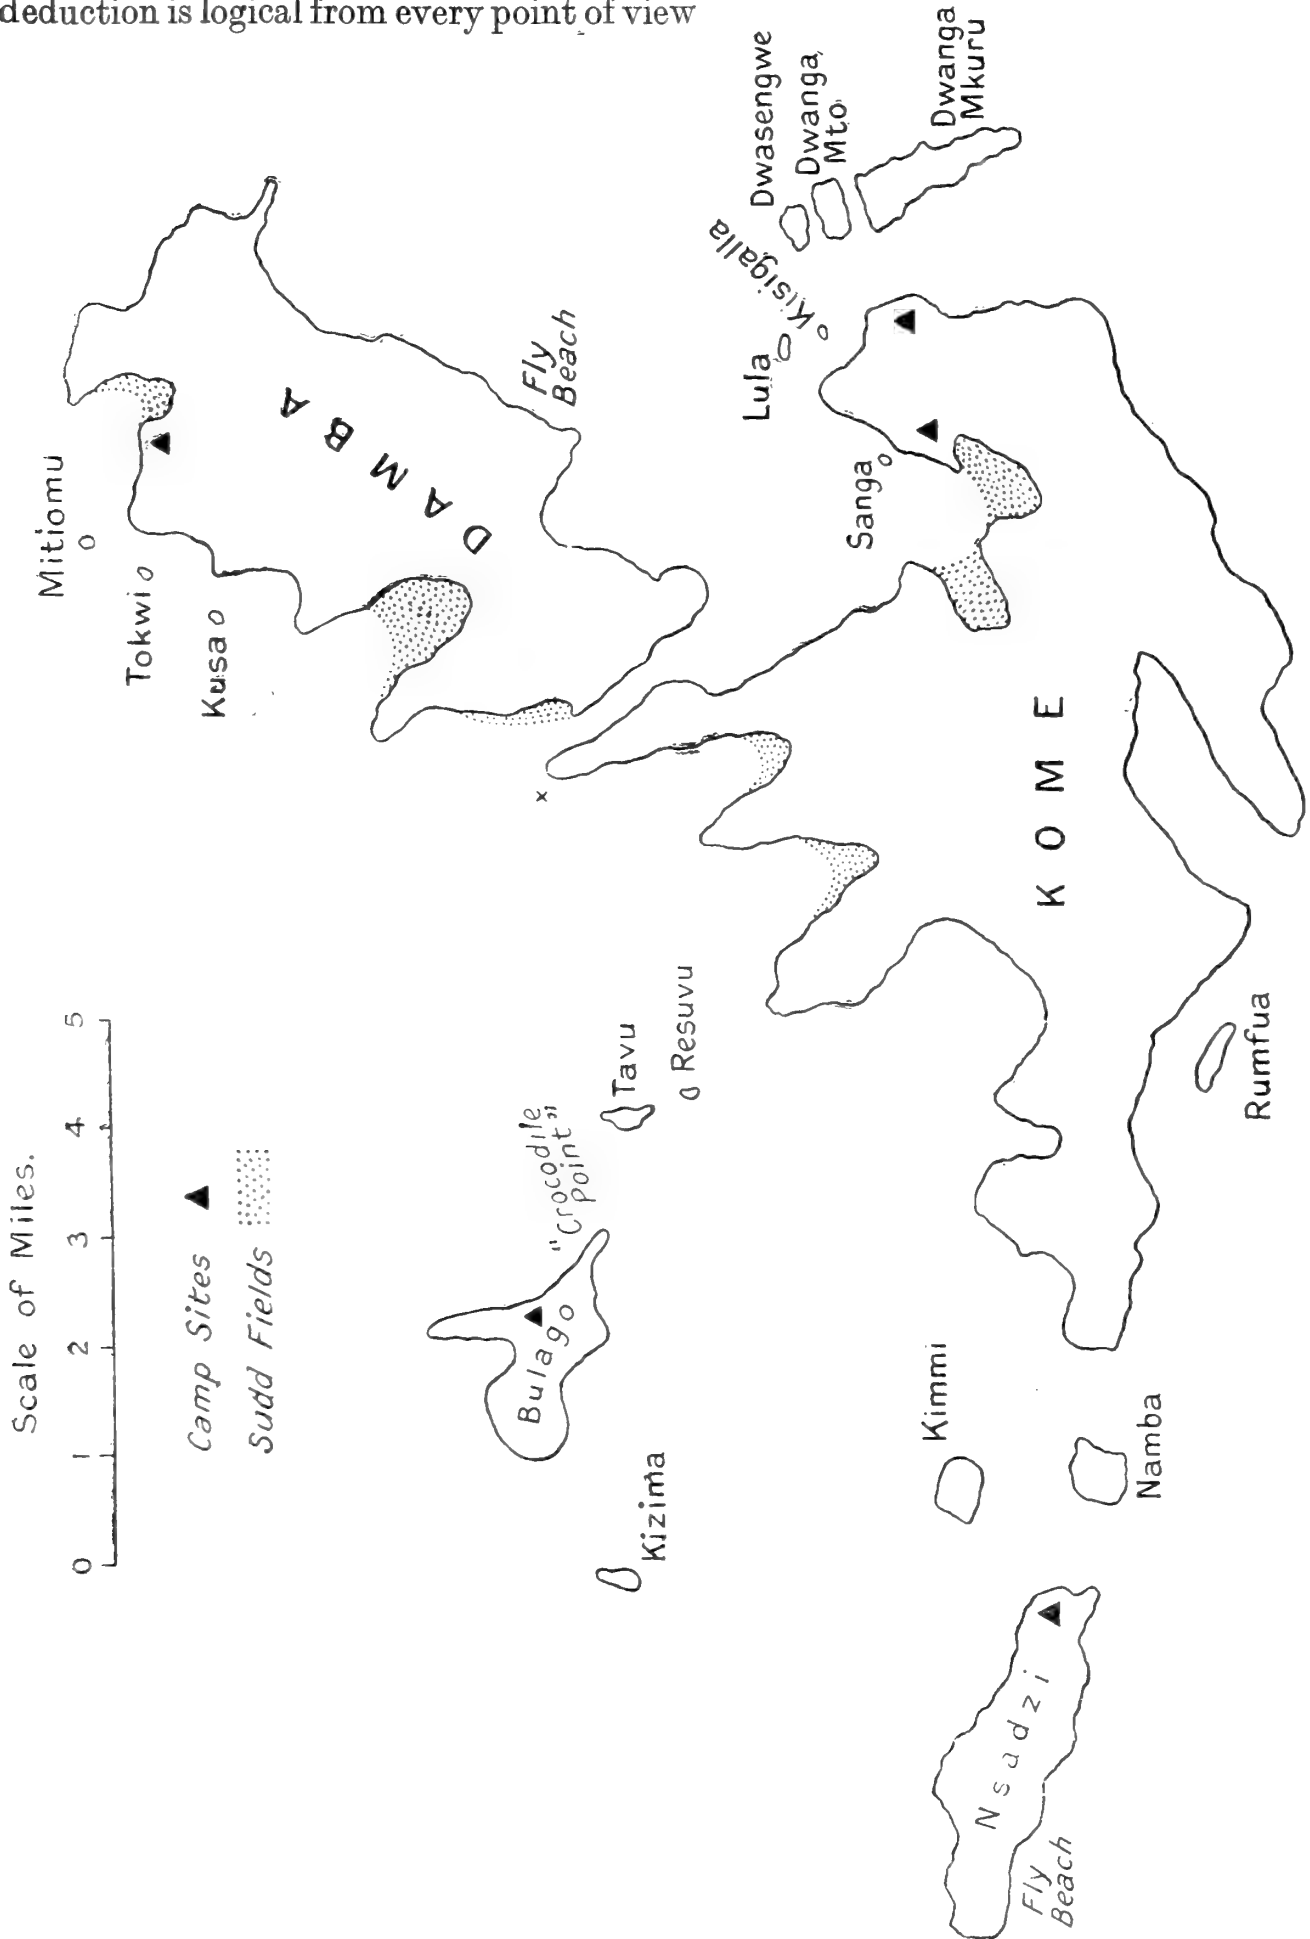 deduction is logical from every point of view
Scale of Miles.
0 1 2 3 4 5
Camp Sites
Sudd Fields
Mitiomu
Tokwi
Kusa
DAMBA
Fly
Beach
Dwasengwe
Dwanga
Mto
Dwanga
Mkuru
Kisigalla
Lula
Sanga
x
KOME
"Crocodile
Point"
Tavu
Resuvu
Bulago
Kizima
Kimmi
Namba
Rumfua
Nsadzi
Fly
Beach